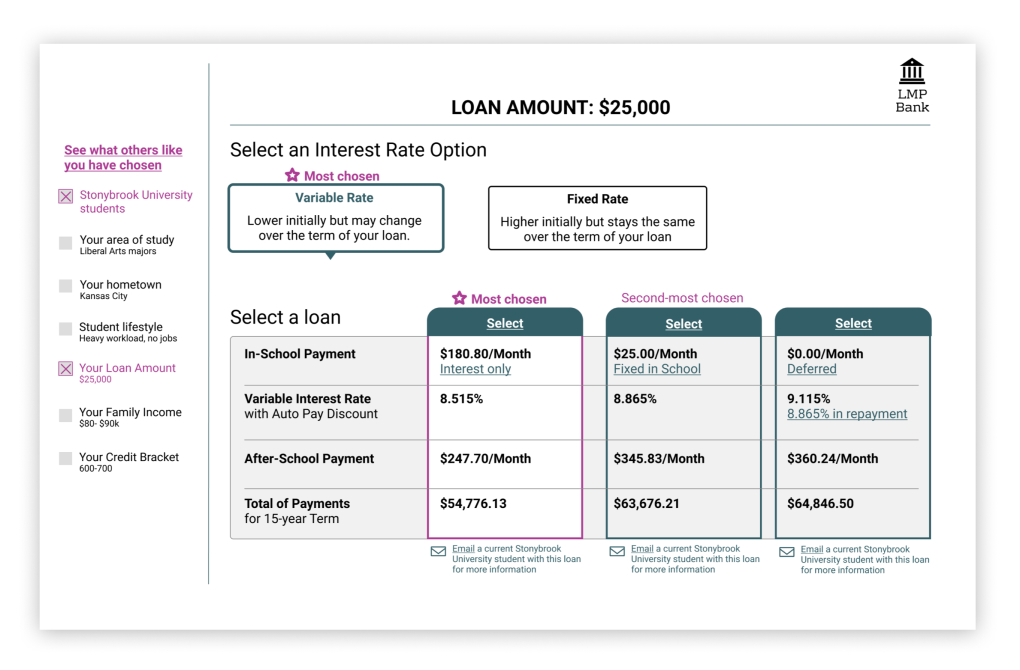 LMP
Bank
LOAN AMOUNT: $25,000
See what others like
you have chosen
Stonybrook University
students
Your area of study
Liberal Arts majors
Your hometown
Kansas City
Student lifestyle
Heavy workload, no jobs
Your Loan Amount
$25,000
Your Family Income
$80- $90k
Your Credit Bracket
600-700
Select an Interest Rate Option
Most chosen
Variable Rate
Lower initially but may change
over the term of your loan.
Fixed Rate
Higher initially but stays the same
over the term of your loan
Select a loan
Most chosen
Second-most chosen
Select
Select
Select
In-School Payment
$180.80/Month
Interest only
$25.00/Month
Fixed in School
$0.00/Month
Deferred
Variable Interest Rate
with Auto Pay Discount
8.515%
8.865%
9.115%
8.865% in repayment
After-School Payment
$247.70/Month
$345.83/Month
$360.24/Month
Total of Payments
for 15-year Term
$54,776.13
$63,676.21
$64,846.50
Email a current Stonybrook
University student with this loan
for more information
Email a current Stonybrook
University student with this loan
for more information
Email a current Stonybrook
University student with this loan
for more information